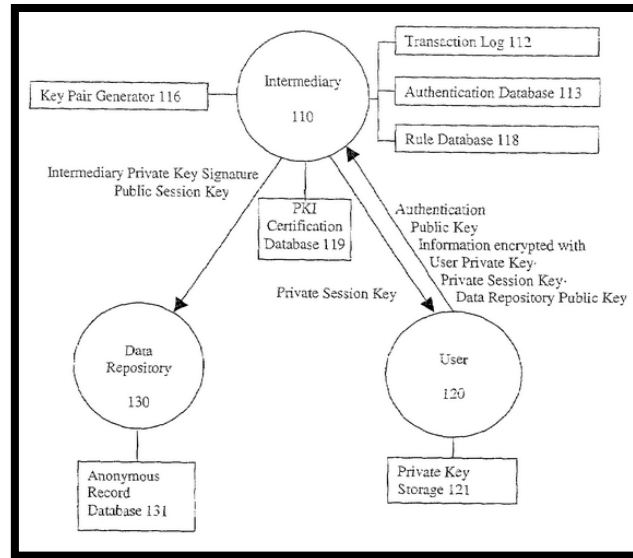 Transaction Log 112
Intermediary
Key Pair Generator 116
Authentication Database 113
110
Rule Database 118
Intermediary Private Key Signature
Public Session Key
PKI
Certification
Database 119
Authentication
Public Key
Information encrypted with
User Private Key·
Private Session Key·
Data Repository Public Key
Private Session Key
Data
Repository
130
User
120
Anonymous
Record
Database 131
Private Key
Storage 121